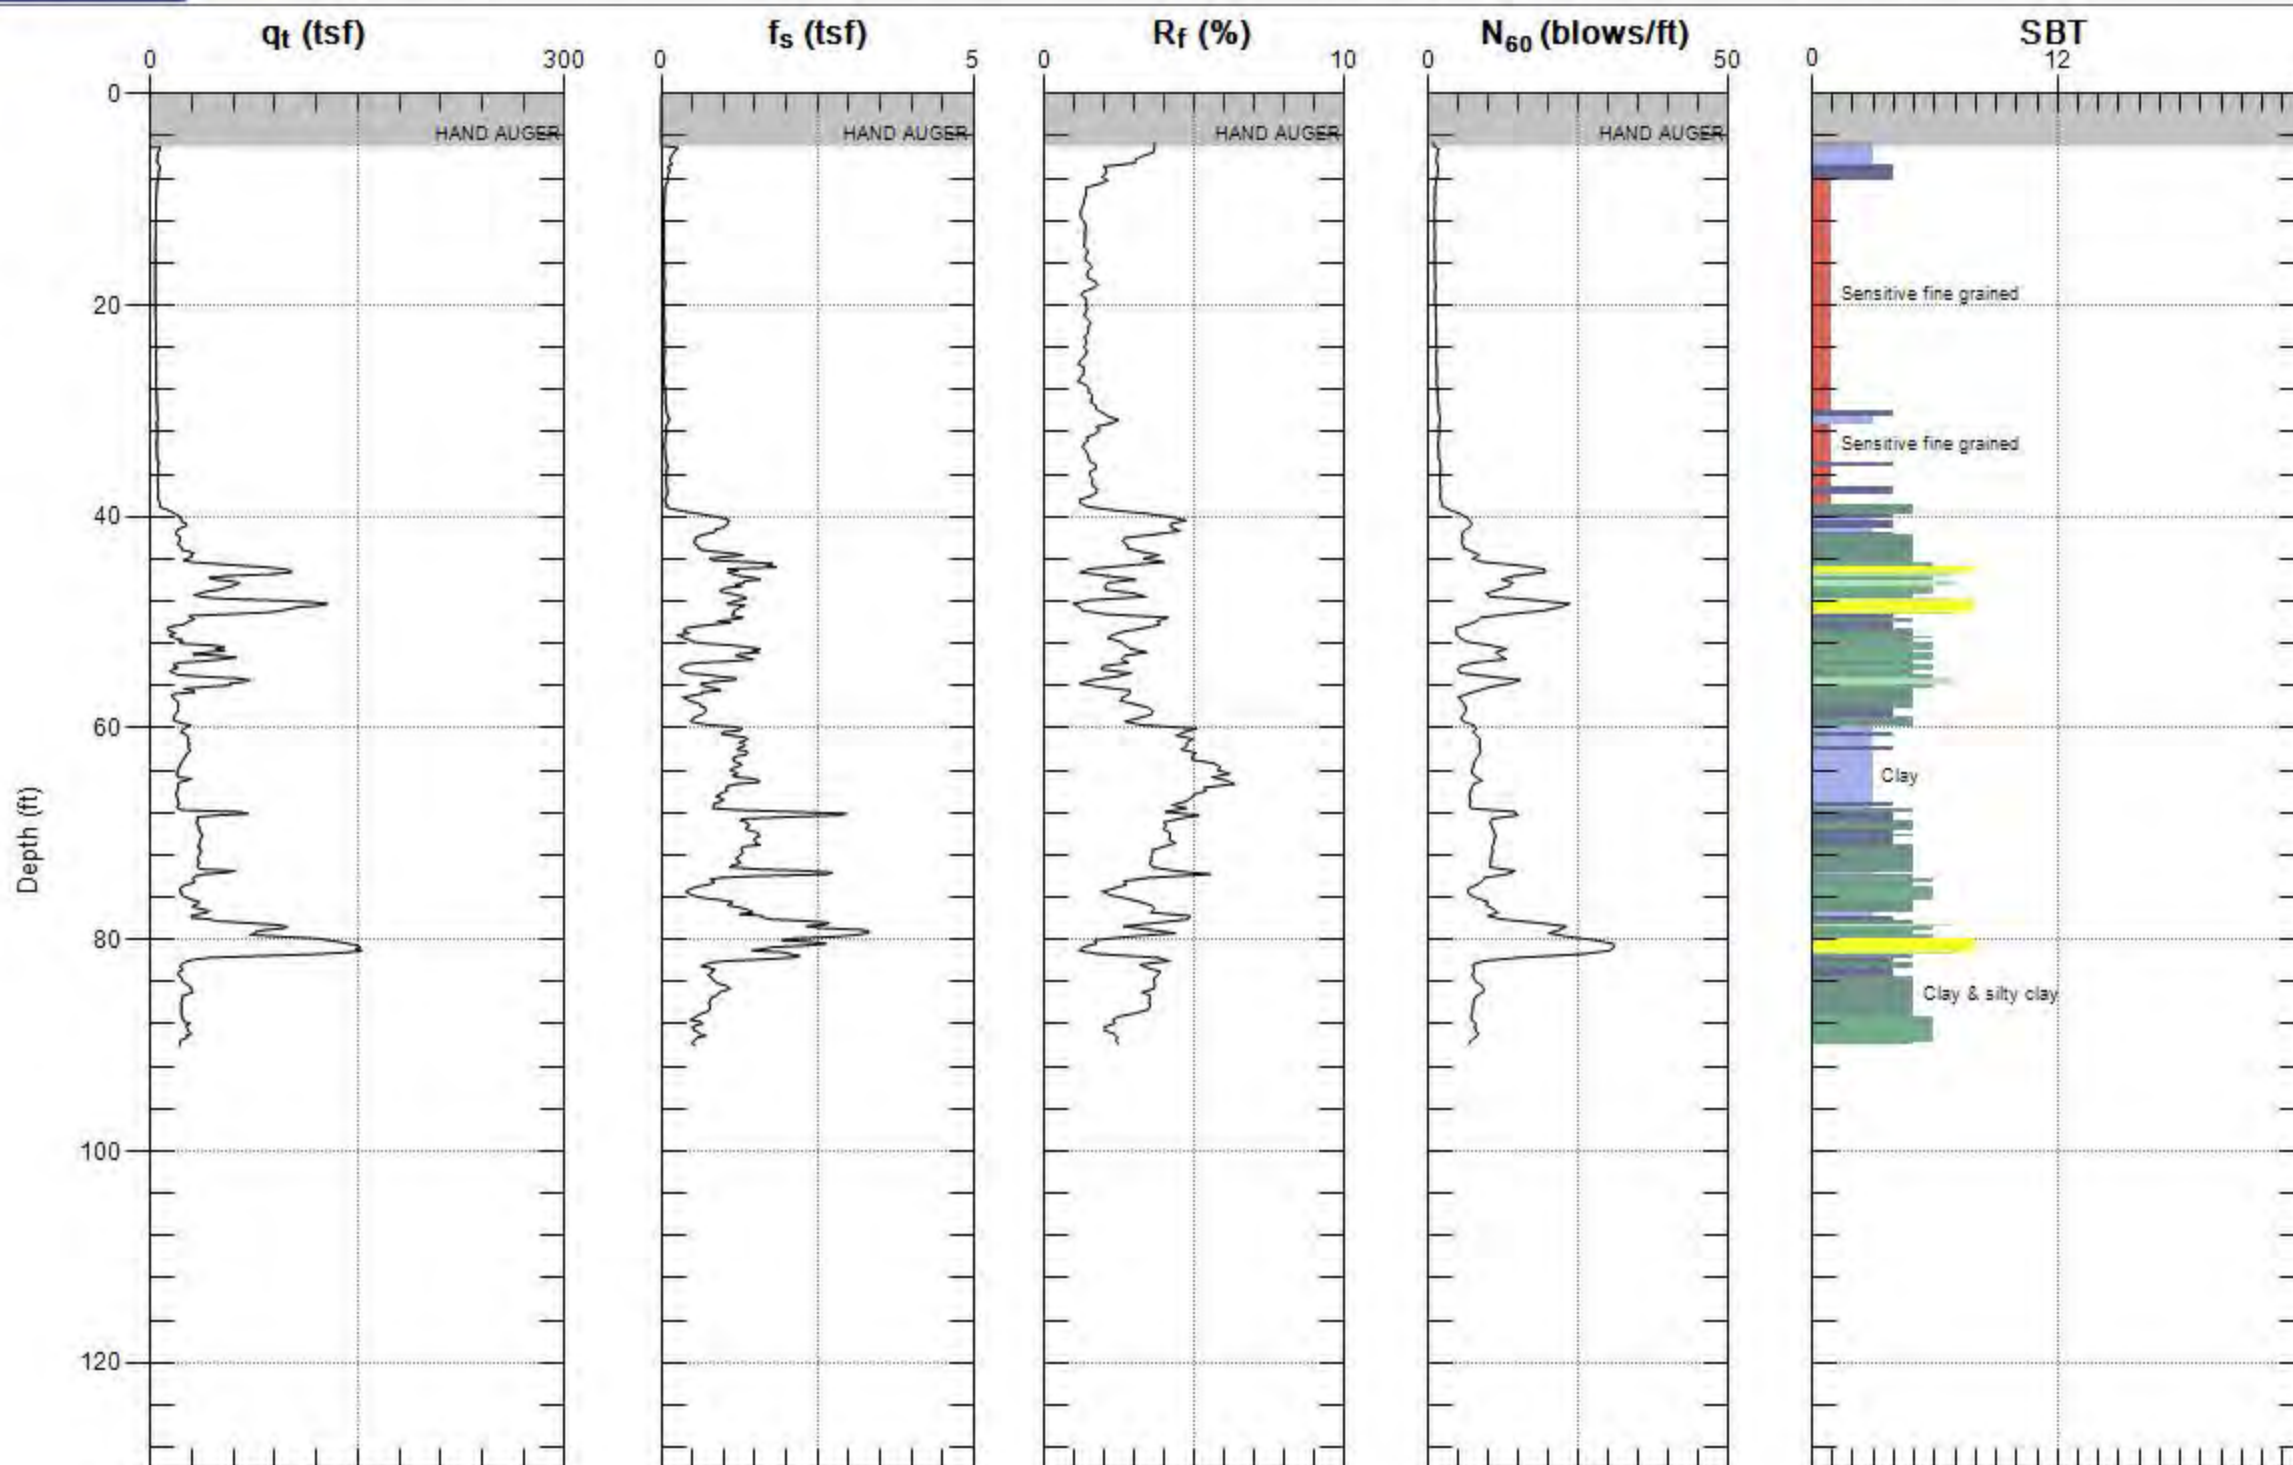 qt (tsf) fs (tsf) Rf (%) N60 (blows/ft) SBT
0 300 0 5 0 10 0 50 0 12
0
HAND AUGER HAND AUGER HAND AUGER HAND AUGER
20
Sensitive fine grained
Sensitive fine grained
40
60
Clay
Depth (ft)
80
Clay & silty clay
100
120